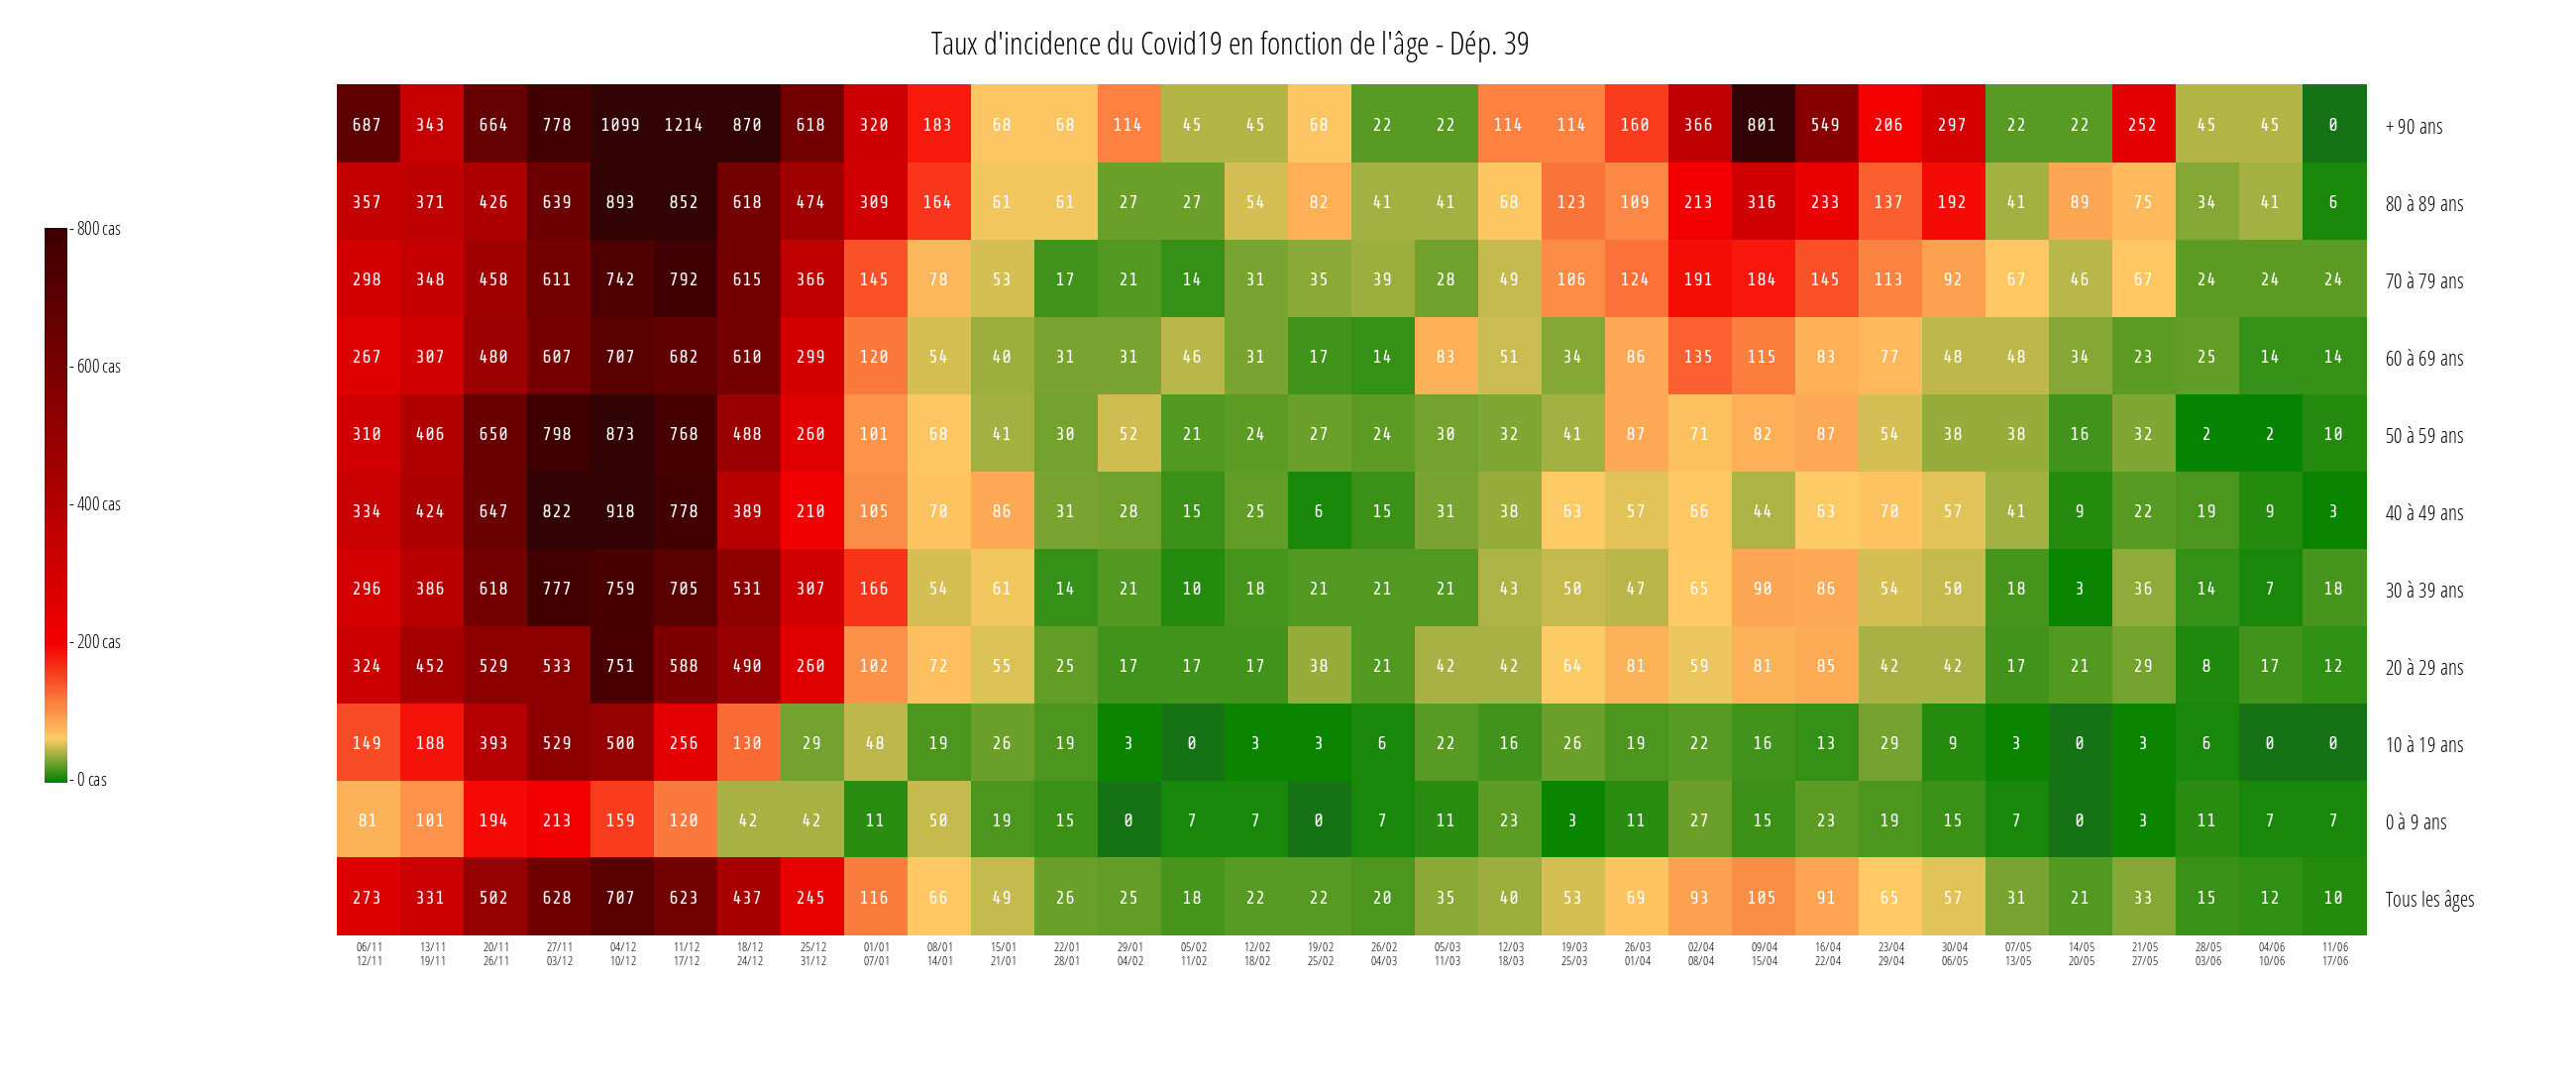 Taux d'incidence du Covid19 en fonction de l'âge - Dép. 39
- 800 cas
- 600 cas
- 400 cas
- 200 cas
- 0 cas
687 343 664 778 1099 1214 870 618 320 183 68 68 114 45 45 68 22 22 114 114 160 366 801 549 206 297 22 22 252 45 45 0 + 90 ans
357 371 426 639 893 852 618 474 309 164 61 61 27 27 54 82 41 41 68 123 109 213 316 233 137 192 41 89 75 34 41 6 80 à 89 ans
298 348 458 611 742 792 615 366 145 78 53 17 21 14 31 35 39 28 49 106 124 191 184 145 113 92 67 46 67 24 24 24 70 à 79 ans
267 307 480 607 707 682 610 299 120 54 40 31 31 46 31 17 14 83 51 34 86 135 115 83 77 48 48 34 23 25 14 14 60 à 69 ans
310 406 650 798 873 768 488 260 101 68 41 30 52 21 24 27 24 30 32 41 87 71 82 87 54 38 38 16 32 2 2 10 50 à 59 ans
334 424 647 822 918 778 389 210 105 70 86 31 28 15 25 6 15 31 38 63 57 66 44 63 70 57 41 9 22 19 9 3 40 à 49 ans
296 386 618 777 759 705 531 307 166 54 61 14 21 10 18 21 21 21 43 50 47 65 90 86 54 50 18 3 36 14 7 18 30 à 39 ans
324 452 529 533 751 588 490 260 102 72 55 25 17 17 17 38 21 42 42 64 81 59 81 85 42 42 17 21 29 8 17 12 20 à 29 ans
149 188 393 529 500 256 130 29 48 19 26 19 3 0 3 3 6 22 16 26 19 22 16 13 29 9 3 0 3 6 0 0 10 à 19 ans
81 101 194 213 159 120 42 42 11 50 19 15 0 7 7 0 7 11 23 3 11 27 15 23 19 15 7 0 3 11 7 7 0 à 9 ans
273 331 502 628 707 623 437 245 116 66 49 26 25 18 22 22 20 35 40 53 69 93 105 91 65 57 31 21 33 15 12 10 Tous les âges
06/11 13/11 20/11 27/11 04/12 11/12 18/12 25/12 01/01 08/01 15/01 22/01 29/01 05/02 12/02 19/02 26/02 05/03 12/03 19/03 26/03 02/04 09/04 16/04 23/04 30/04 07/05 14/05 21/05 28/05 04/06 11/06
12/11 19/11 26/11 03/12 10/12 17/12 24/12 31/12 07/01 14/01 21/01 28/01 04/02 11/02 18/02 25/02 04/03 11/03 18/03 25/03 01/04 08/04 15/04 22/04 29/04 06/05 13/05 20/05 27/05 03/06 10/06 17/06